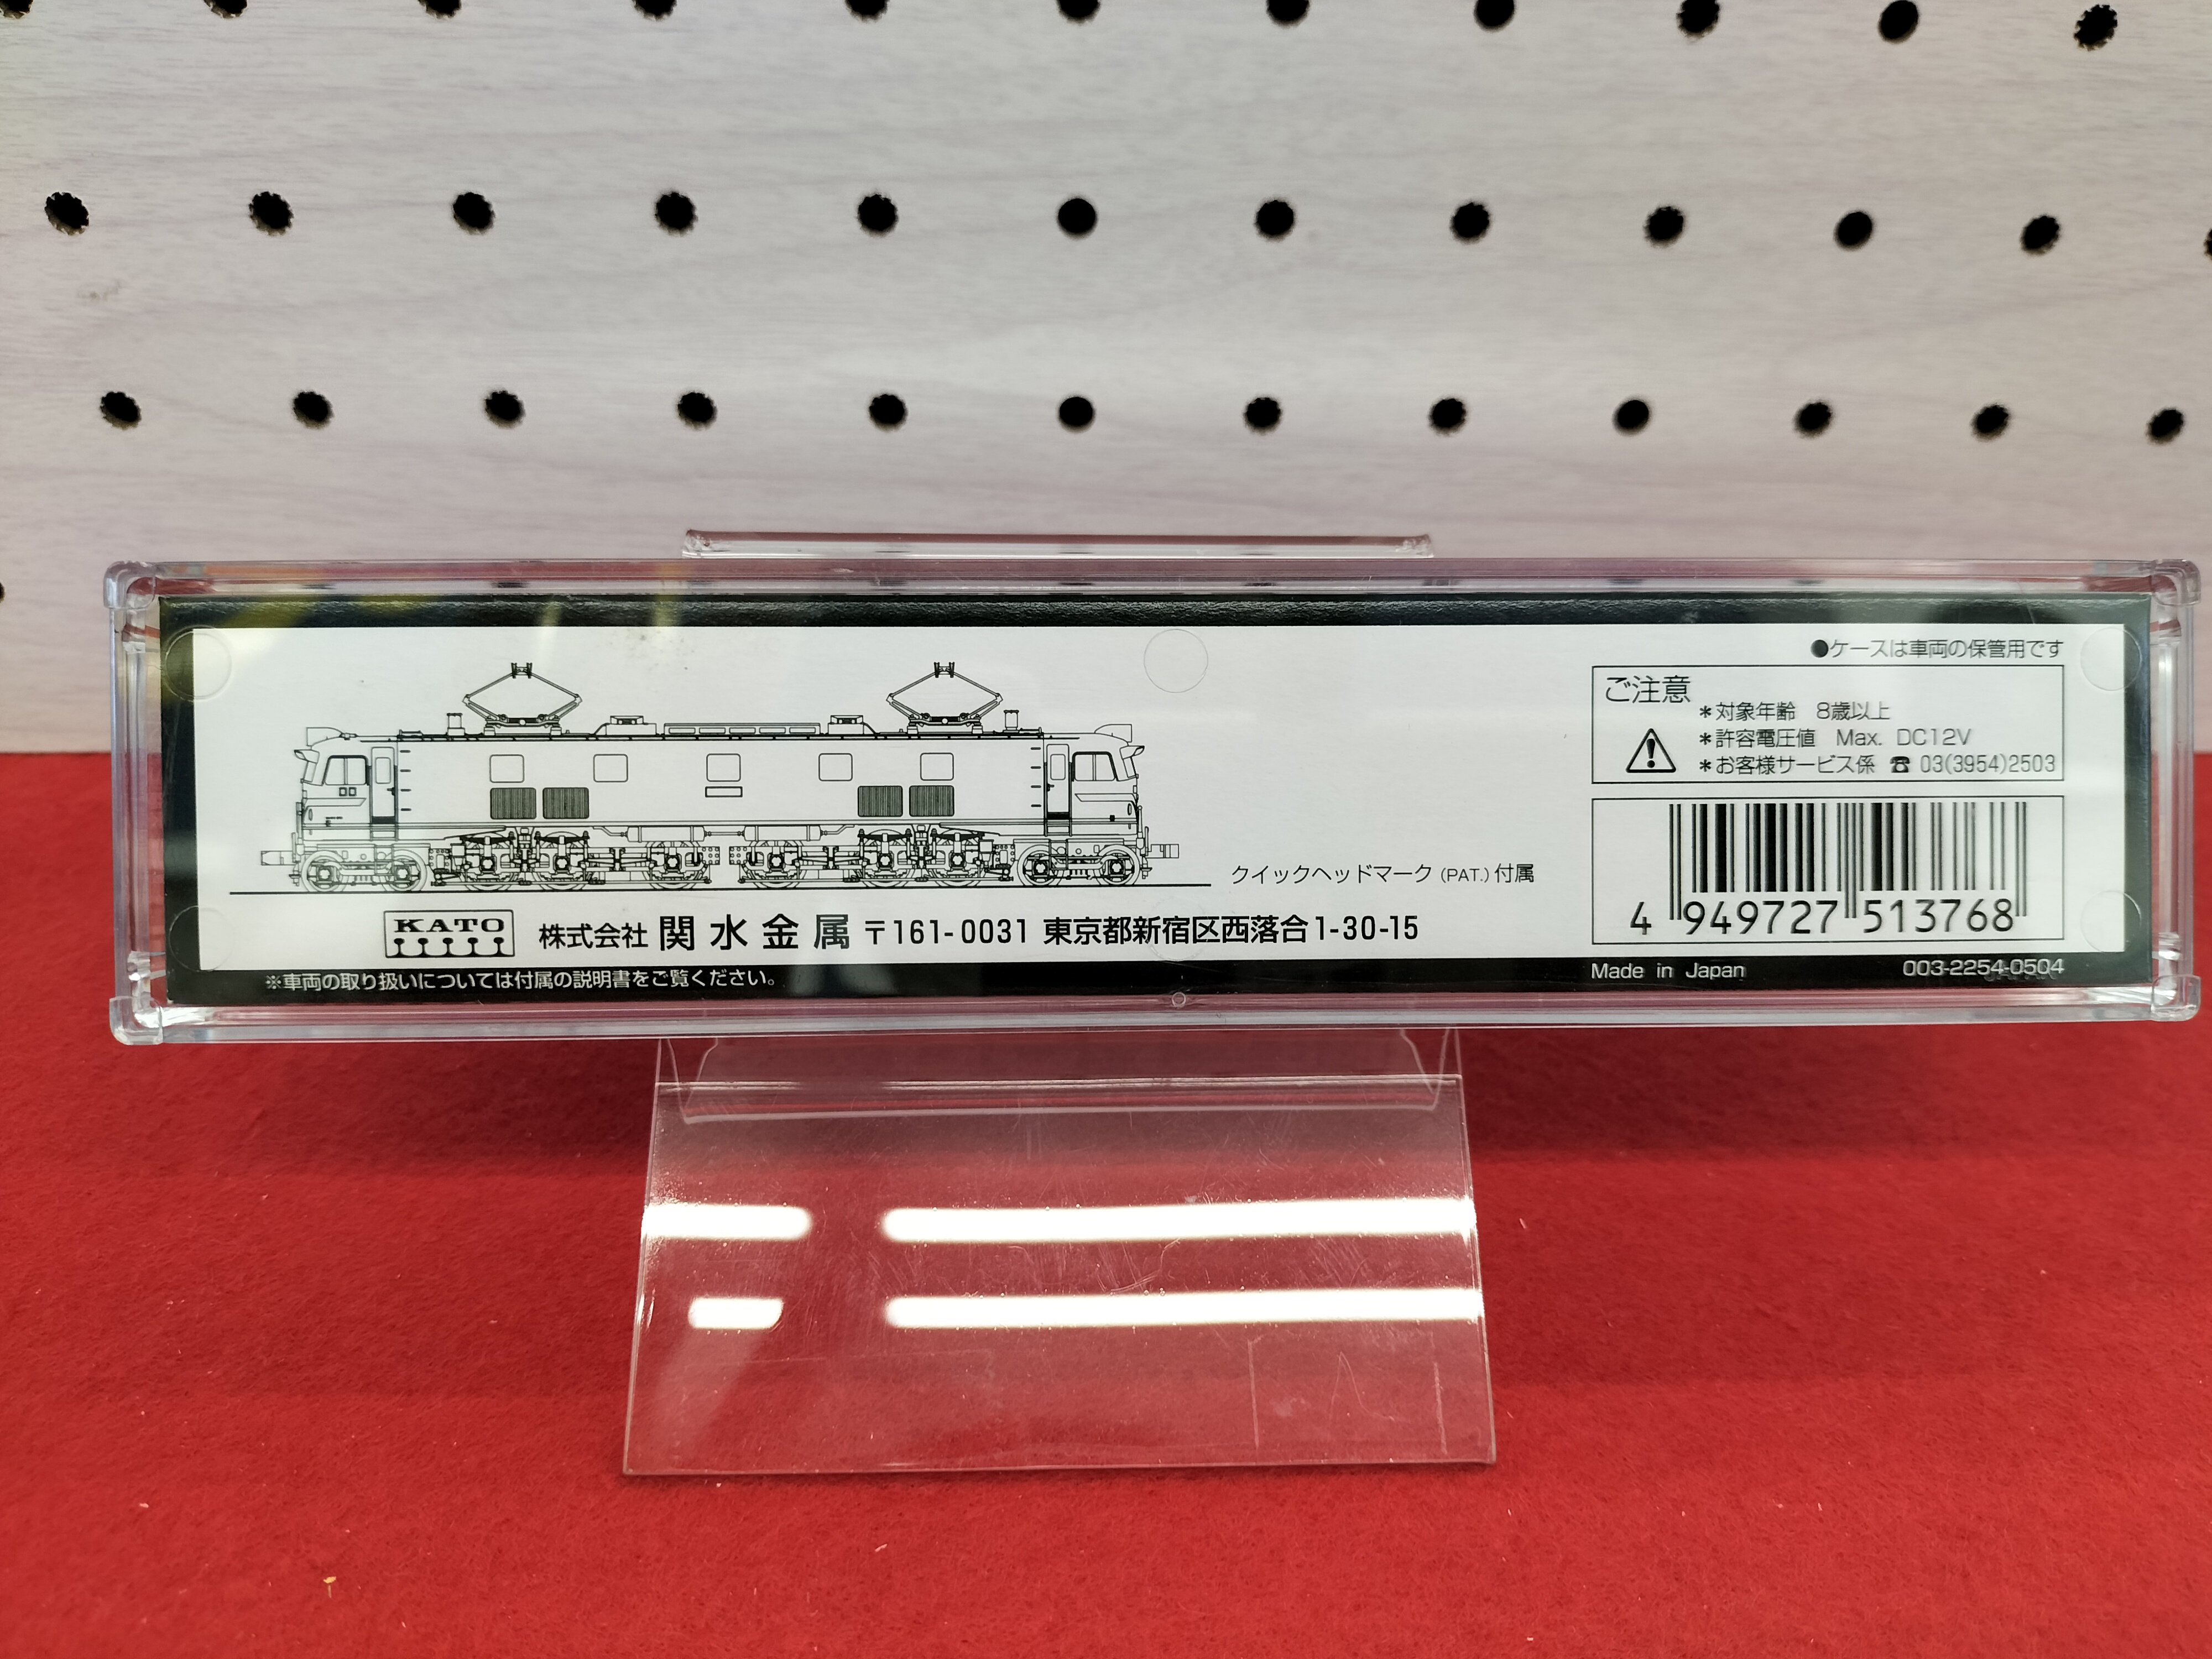 ●ケースは車両の保管用です
ご注意
＊対象年齢　8歳以上
＊許容電圧値　Max. DC12V
＊お客様サービス係 ☎ 03(3954)2503
クイックヘッドマーク (PAT.) 付属
4 949727 513768
KATO 株式会社 関水金属 〒161-0031 東京都新宿区西落合1-30-15
※車両の取り扱いについては付属の説明書をご覧ください。
Made in Japan 003-2254-0504